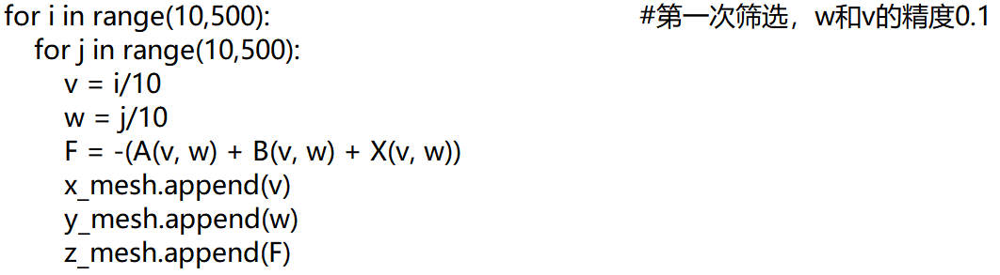 for i in range(10,500): #第一次筛选，w和v的精度0.1
for j in range(10,500):
v = i/10
w = j/10
F = -(A(v, w) + B(v, w) + X(v, w))
x_mesh.append(v)
y_mesh.append(w)
z_mesh.append(F)